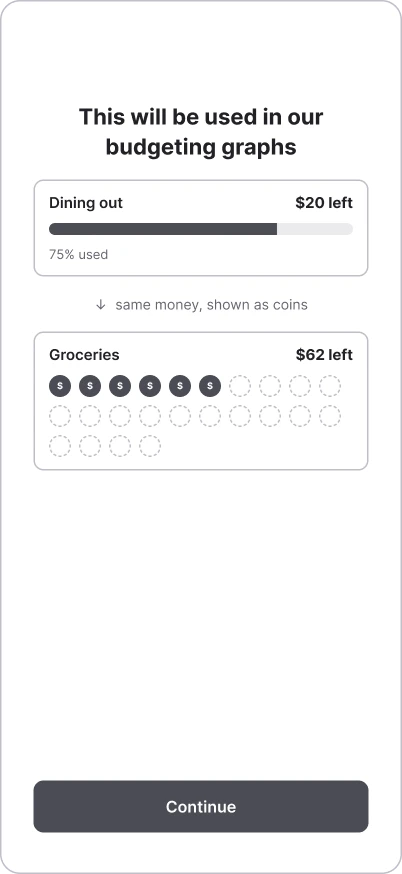 This will be used in our
budgeting graphs
Dining out $20 left
75% used
↓ same money, shown as coins
Groceries $62 left
$ $ $ $ $ $
Continue